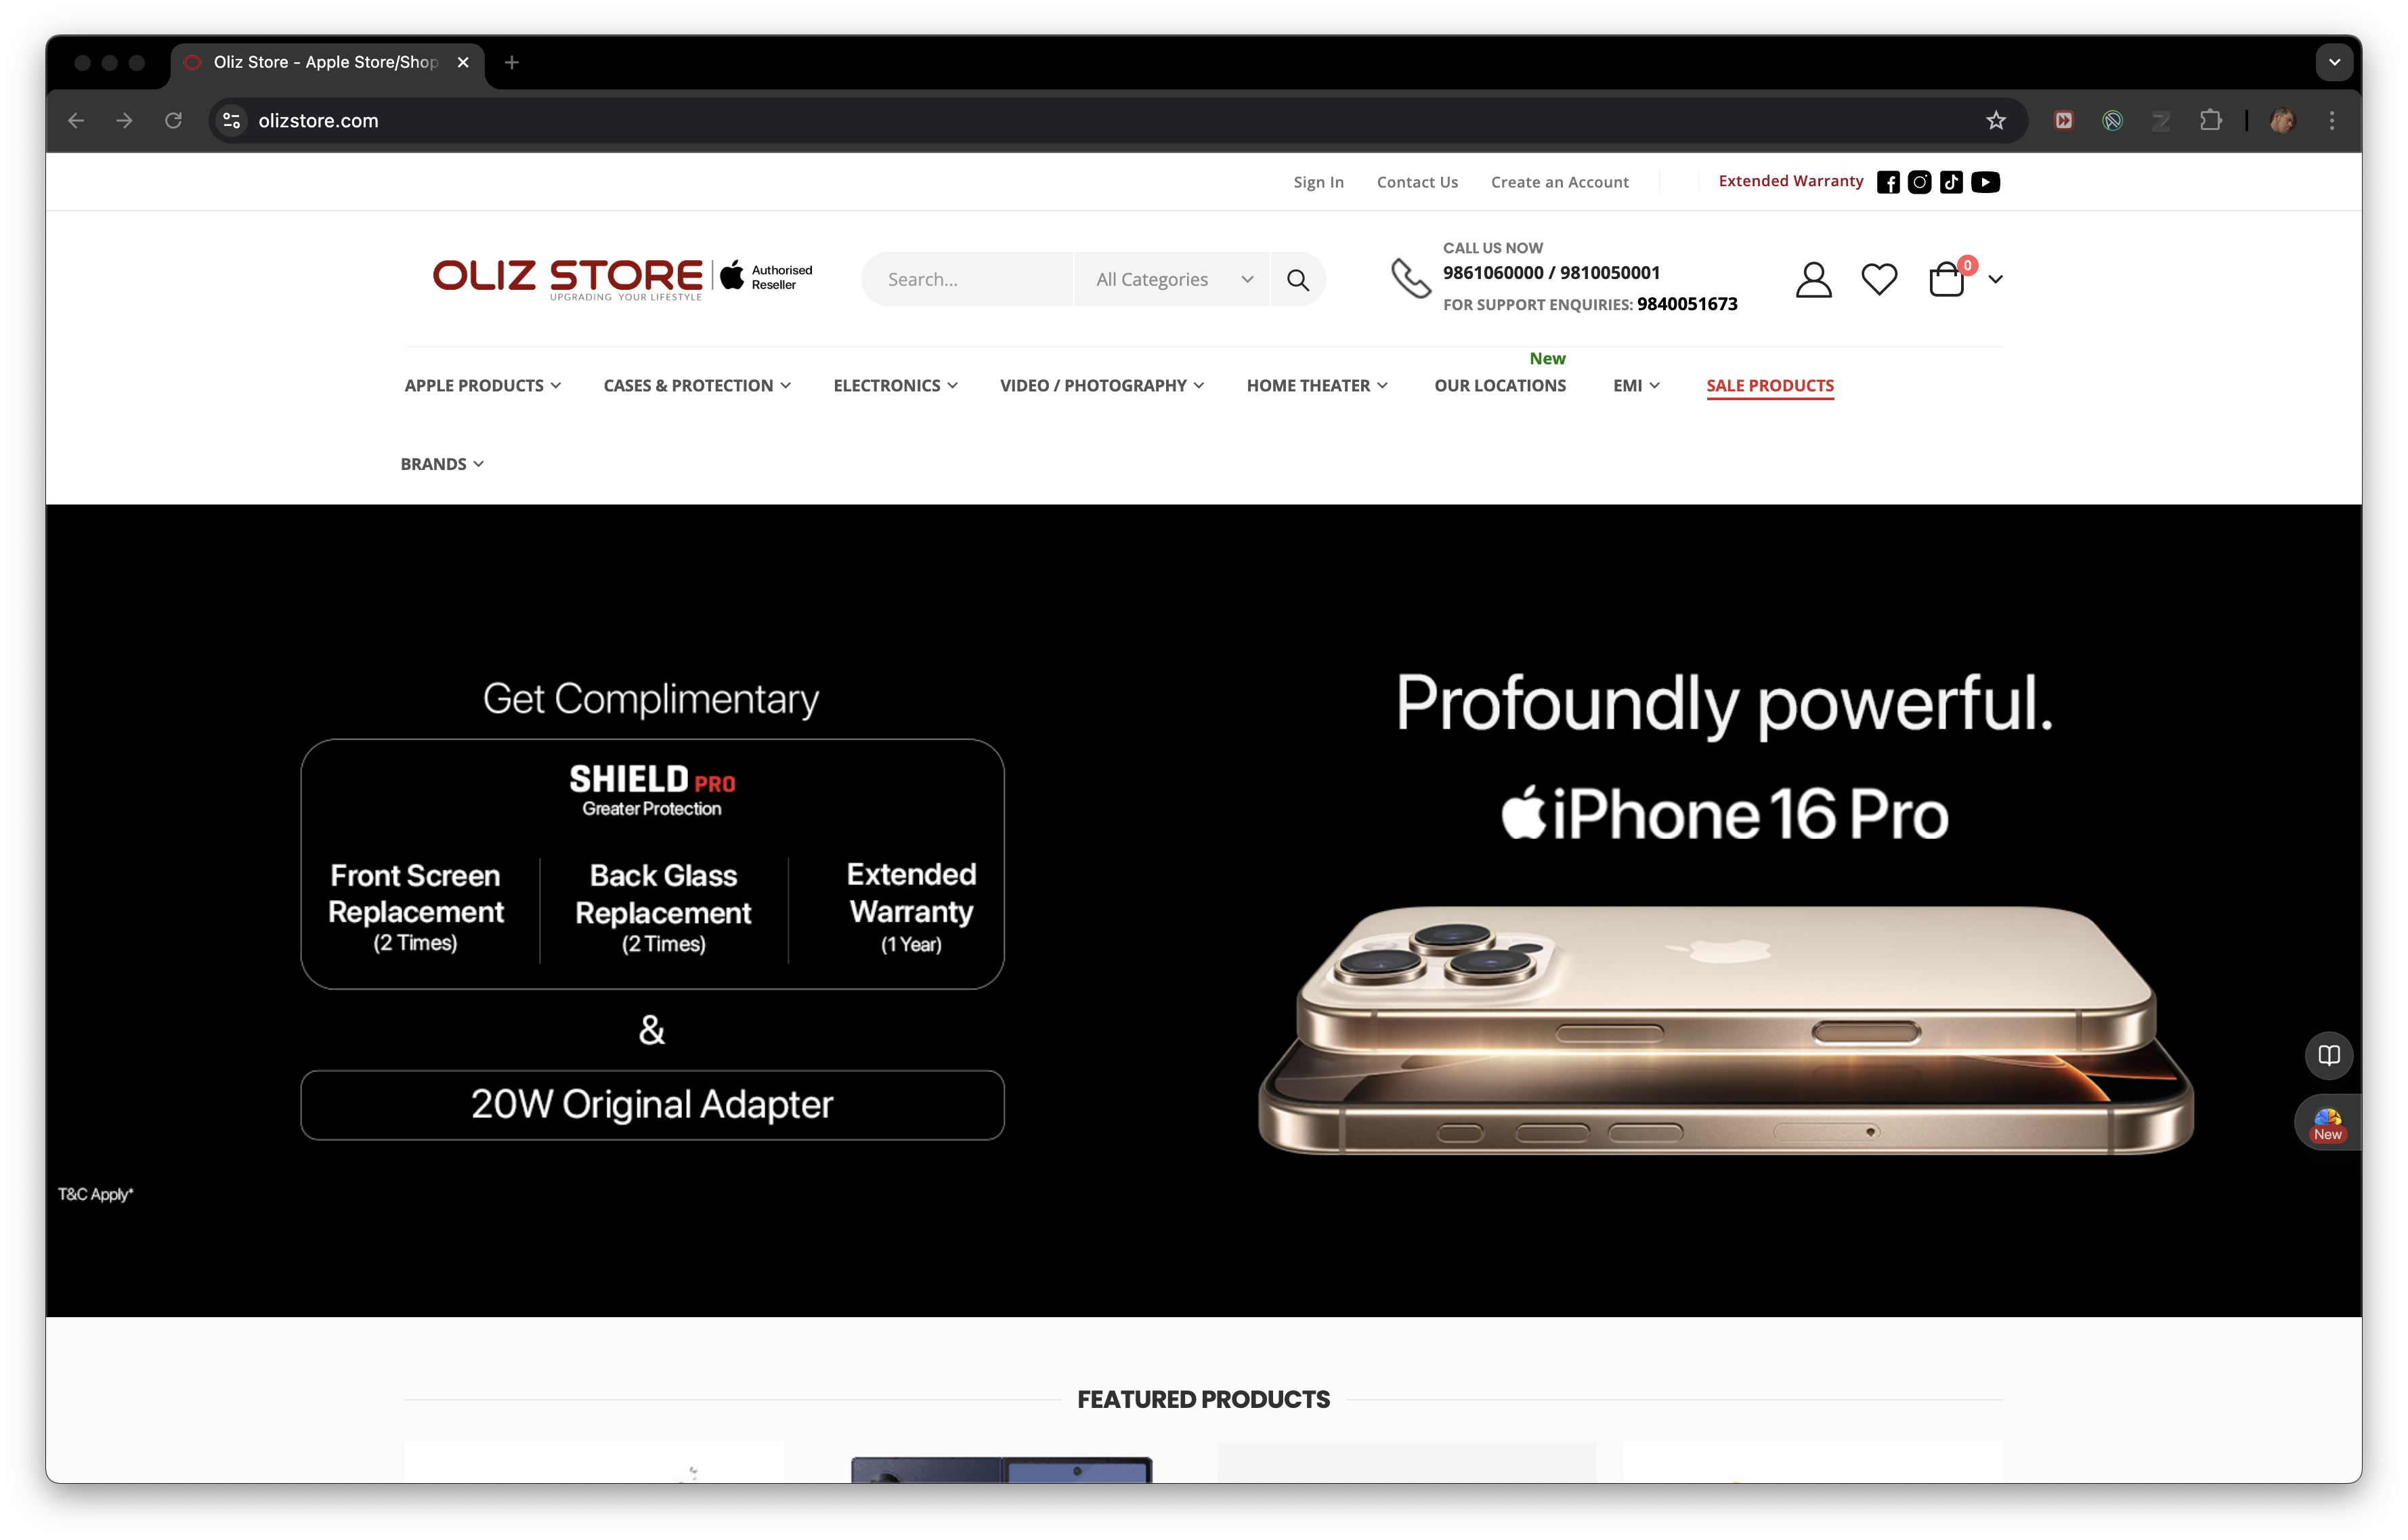 Oliz Store - Apple Store/Shop
olizstore.com
Sign In Contact Us Create an Account Extended Warranty
OLIZ STORE
UPGRADING YOUR LIFESTYLE
Authorised
Reseller
Search...
All Categories
CALL US NOW
9861060000 / 9810050001
FOR SUPPORT ENQUIRIES: 9840051673
0
New
APPLE PRODUCTS CASES & PROTECTION ELECTRONICS VIDEO / PHOTOGRAPHY HOME THEATER OUR LOCATIONS EMI SALE PRODUCTS
BRANDS
Get Complimentary
SHIELD PRO
Greater Protection
Front Screen
Replacement
(2 Times)
Back Glass
Replacement
(2 Times)
Extended
Warranty
(1 Year)
&
20W Original Adapter
T&C Apply*
Profoundly powerful.
iPhone 16 Pro
New
FEATURED PRODUCTS